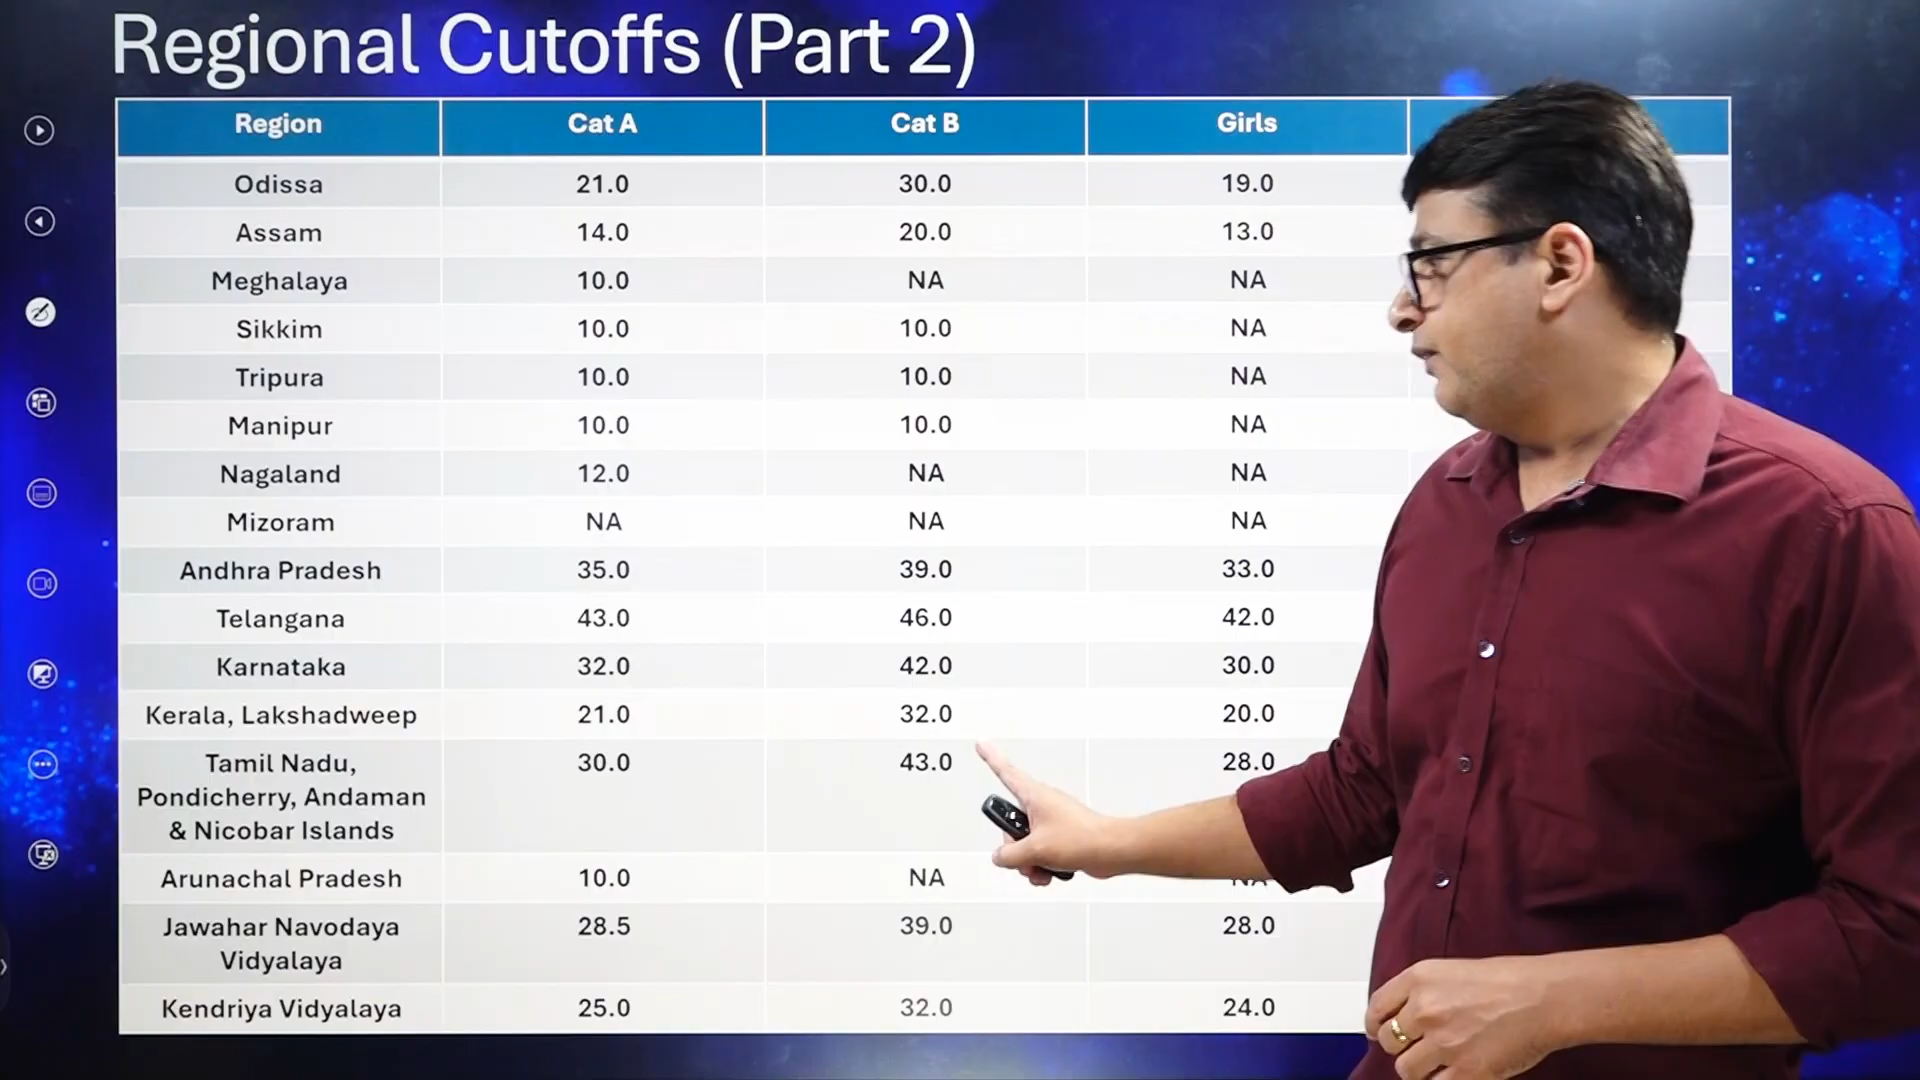 Regional Cutoffs (Part 2)
Region Cat A Cat B Girls
Odissa 21.0 30.0 19.0
Assam 14.0 20.0 13.0
Meghalaya 10.0 NA NA
Sikkim 10.0 10.0 NA
Tripura 10.0 10.0 NA
Manipur 10.0 10.0 NA
Nagaland 12.0 NA NA
Mizoram NA NA NA
Andhra Pradesh 35.0 39.0 33.0
Telangana 43.0 46.0 42.0
Karnataka 32.0 42.0 30.0
Kerala, Lakshadweep 21.0 32.0 20.0
Tamil Nadu, 30.0 43.0 28.0
Pondicherry, Andaman
& Nicobar Islands
Arunachal Pradesh 10.0 NA NA
Jawahar Navodaya 28.5 39.0 28.0
Vidyalaya
Kendriya Vidyalaya 25.0 32.0 24.0